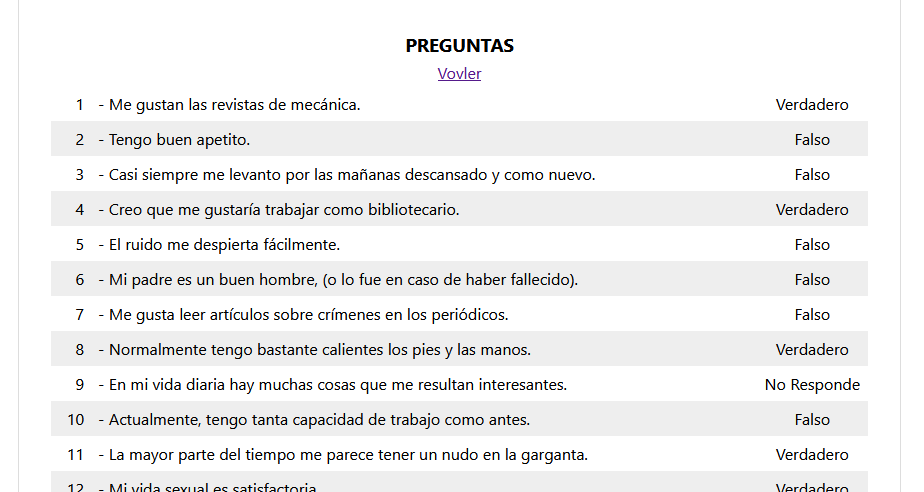 PREGUNTAS
Vovler
1 - Me gustan las revistas de mecánica. Verdadero
2 - Tengo buen apetito. Falso
3 - Casi siempre me levanto por las mañanas descansado y como nuevo. Falso
4 - Creo que me gustaría trabajar como bibliotecario. Verdadero
5 - El ruido me despierta fácilmente. Falso
6 - Mi padre es un buen hombre, (o lo fue en caso de haber fallecido). Falso
7 - Me gusta leer artículos sobre crímenes en los periódicos. Falso
8 - Normalmente tengo bastante calientes los pies y las manos. Verdadero
9 - En mi vida diaria hay muchas cosas que me resultan interesantes. No Responde
10 - Actualmente, tengo tanta capacidad de trabajo como antes. Falso
11 - La mayor parte del tiempo me parece tener un nudo en la garganta. Verdadero
12 - Mi vida sexual es satisfactoria. Verdadero